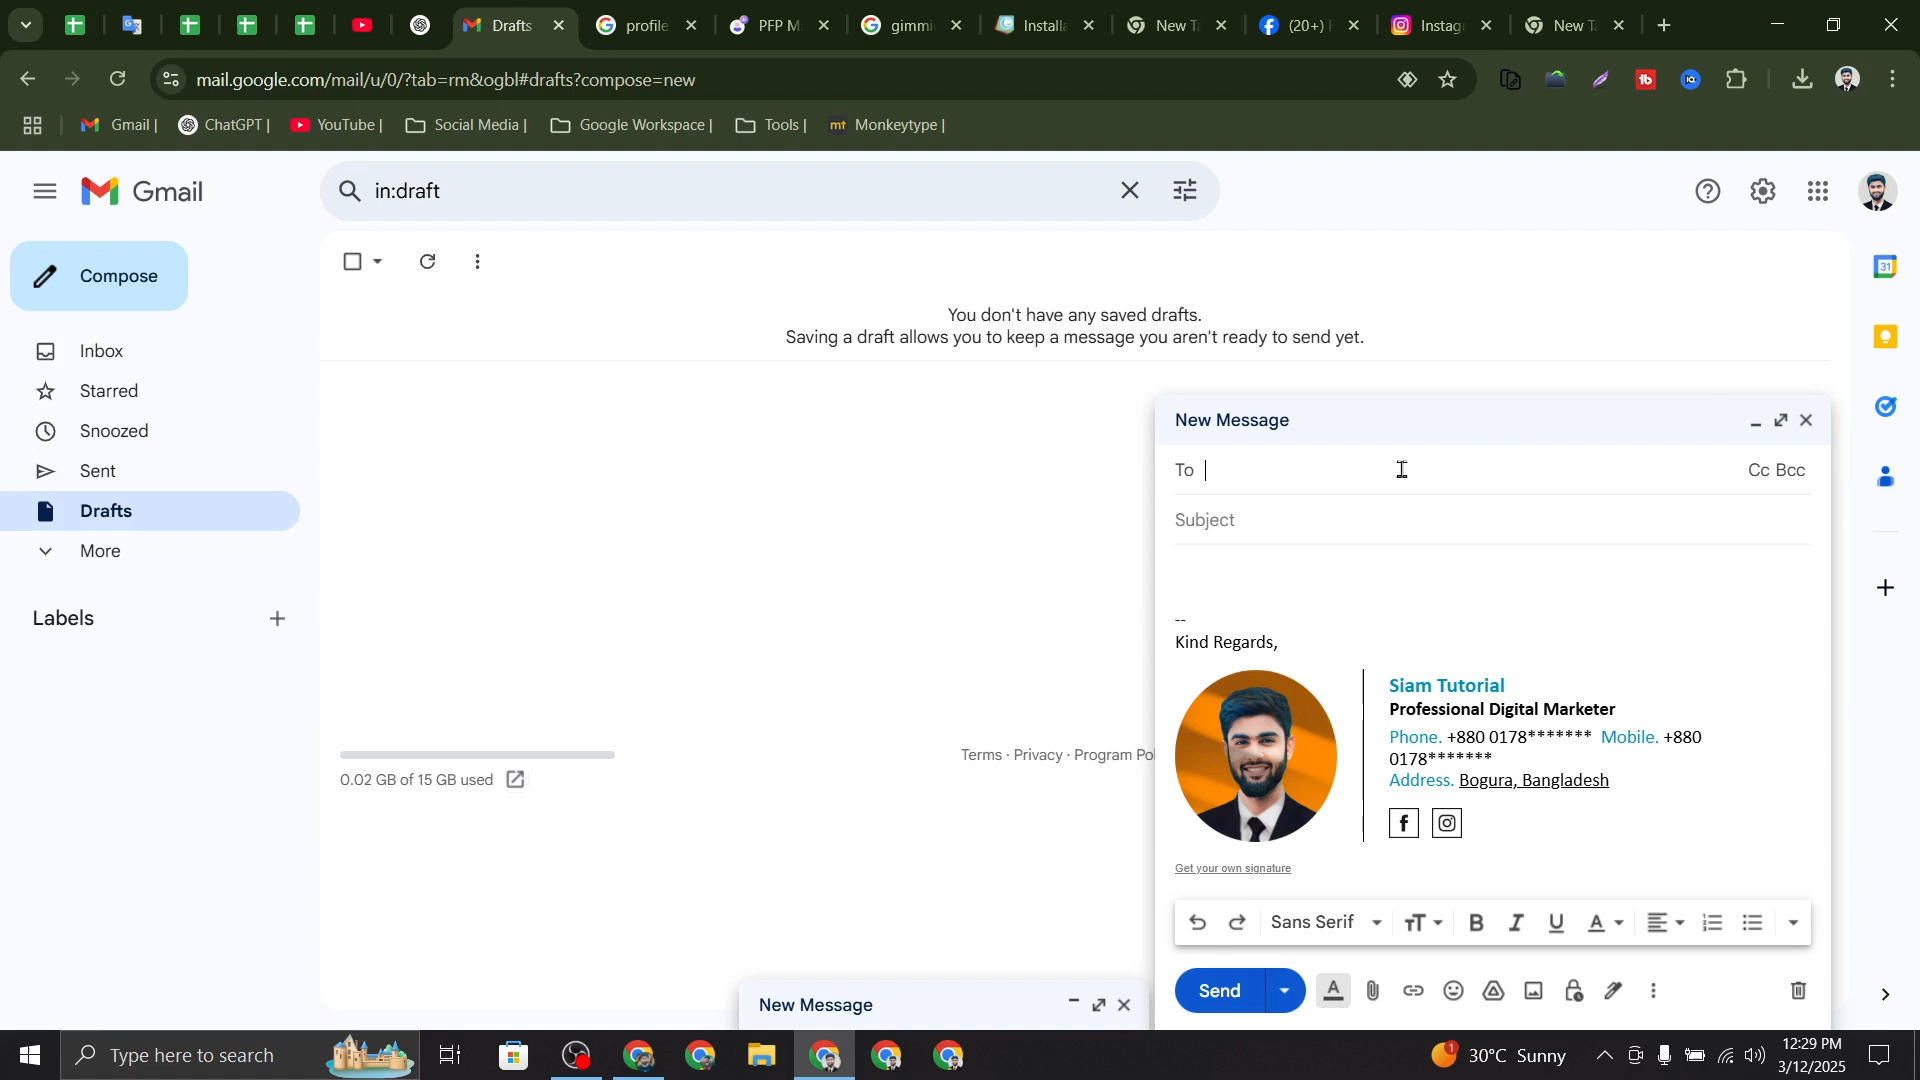 Drafts
profile
PFP M
gimmi
Installa
New Ta
(20+) F
Instag
New Ta
mail.google.com/mail/u/0/?tab=rm&ogbl#drafts?compose=new
Gmail |
ChatGPT |
YouTube |
Social Media |
Google Workspace |
Tools |
mt Monkeytype |
Gmail
in:draft
Compose
You don't have any saved drafts.
Saving a draft allows you to keep a message you aren't ready to send yet.
Inbox
Starred
Snoozed
Sent
Drafts
More
Labels
0.02 GB of 15 GB used
Terms · Privacy · Program Pol
New Message
To
Cc Bcc
Subject
--
Kind Regards,
Siam Tutorial
Professional Digital Marketer
Phone. +880 0178******* Mobile. +880
0178*******
Address. Bogura, Bangladesh
Get your own signature
Sans Serif
Send
New Message
Type here to search
30°C Sunny
12:29 PM
3/12/2025